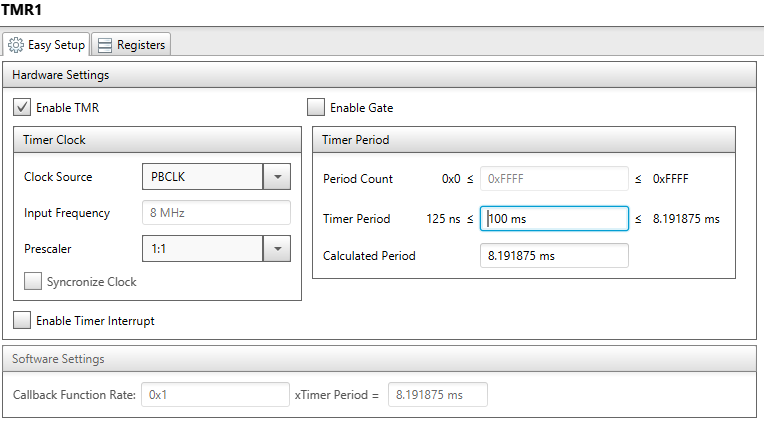 TMR1
Easy Setup Registers
Hardware Settings
Enable TMR Enable Gate
Timer Clock Timer Period
Clock Source PBCLK Period Count 0x0 ≤ 0xFFFF ≤ 0xFFFF
Input Frequency 8 MHz Timer Period 125 ns ≤ 100 ms ≤ 8.191875 ms
Prescaler 1:1 Calculated Period 8.191875 ms
Syncronize Clock
Enable Timer Interrupt
Software Settings
Callback Function Rate: 0x1 xTimer Period = 8.191875 ms